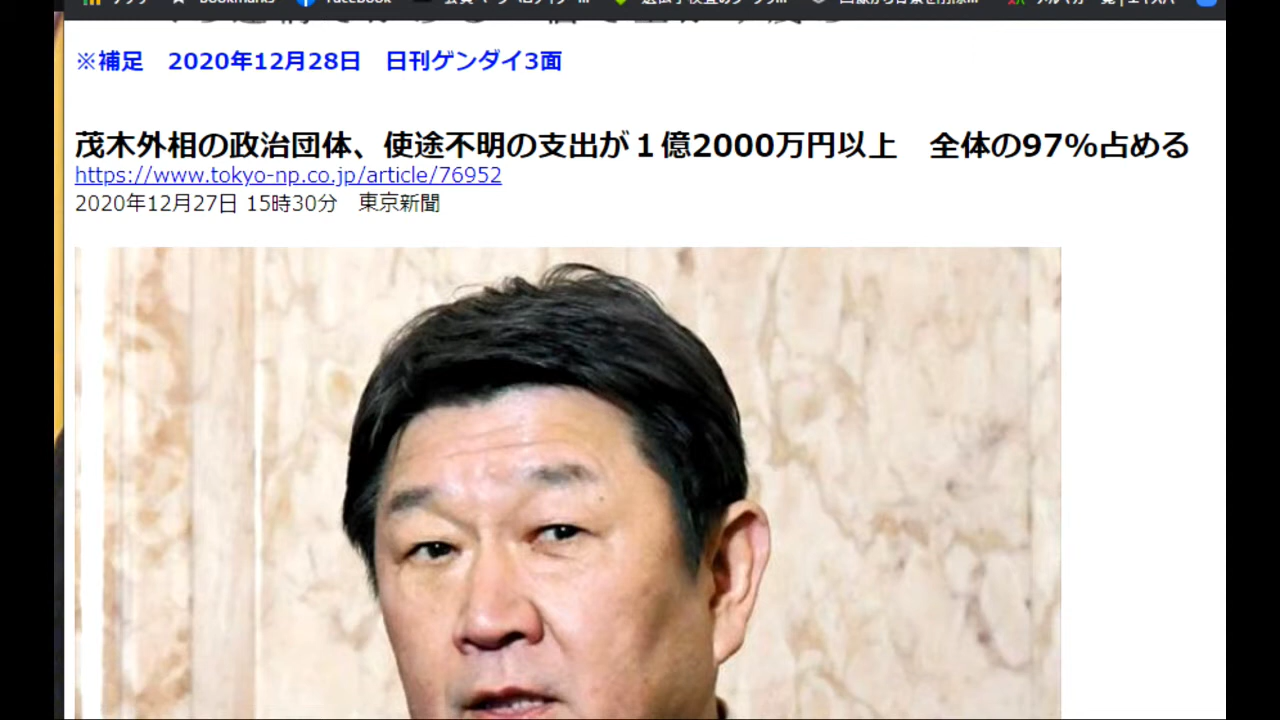 Bookmarks
Facebook
※補足 2020年12月28日 日刊ゲンダイ3面
茂木外相の政治団体、使途不明の支出が１億2000万円以上 全体の97%占める
https://www.tokyo-np.co.jp/article/76952
2020年12月27日 15時30分 東京新聞